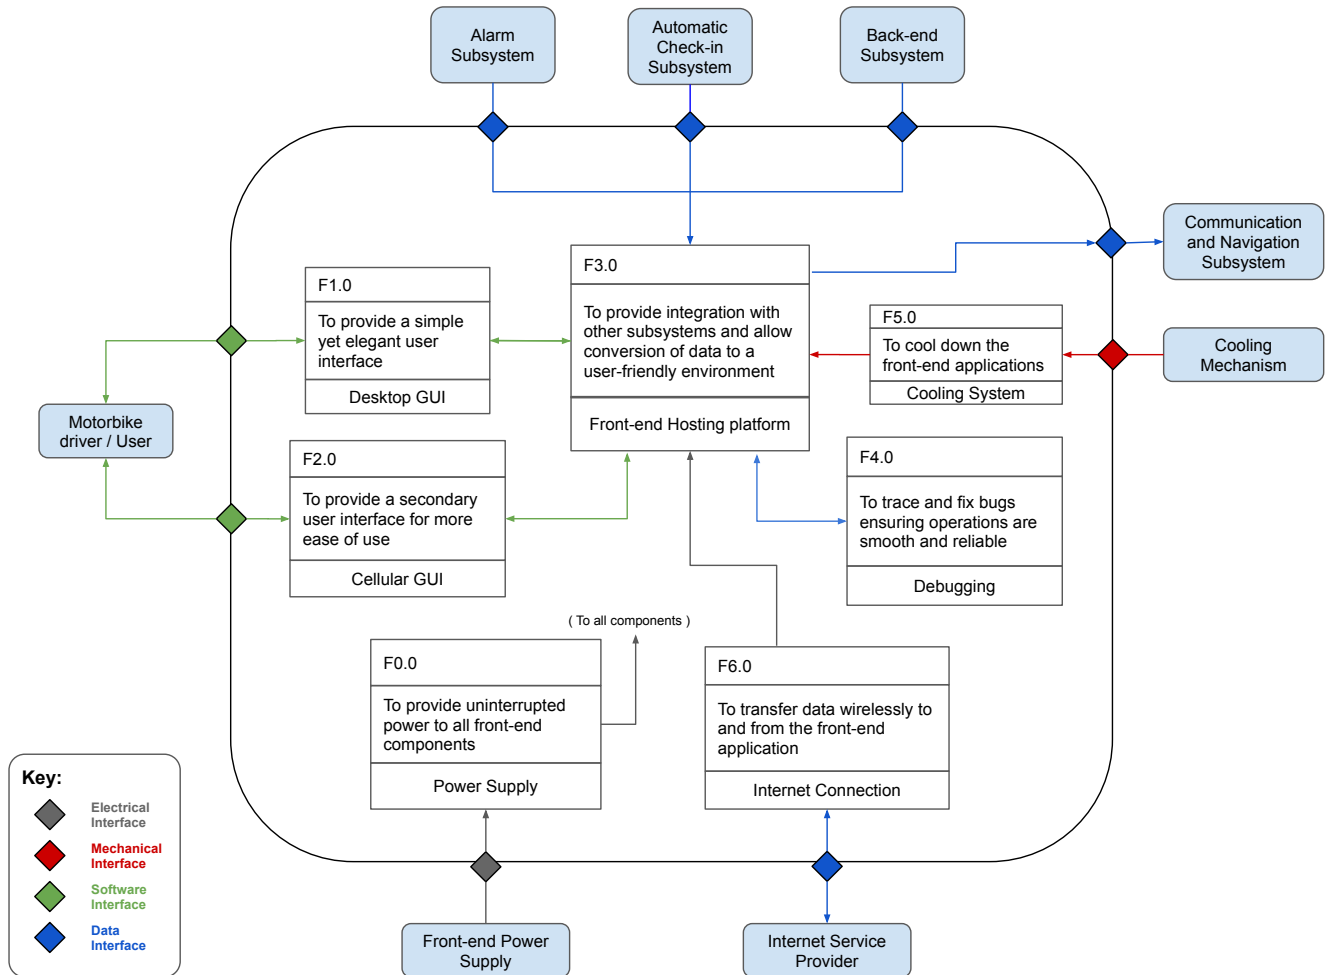 Alarm
Subsystem
Automatic
Check-in
Subsystem
Back-end
Subsystem
Communication
and Navigation
Subsystem
F3.0
To provide integration with
other subsystems and allow
conversion of data to a
user-friendly environment
Front-end Hosting platform
F1.0
To provide a simple
yet elegant user
interface
Desktop GUI
F5.0
To cool down the
front-end applications
Cooling System
Cooling
Mechanism
Motorbike
driver / User
F2.0
To provide a secondary
user interface for more
ease of use
Cellular GUI
F4.0
To trace and fix bugs
ensuring operations are
smooth and reliable
Debugging
( To all components )
F0.0
To provide uninterrupted
power to all front-end
components
Power Supply
F6.0
To transfer data wirelessly to
and from the front-end
application
Internet Connection
Key:
Electrical
Interface
Mechanical
Interface
Software
Interface
Data
Interface
Front-end Power
Supply
Internet Service
Provider